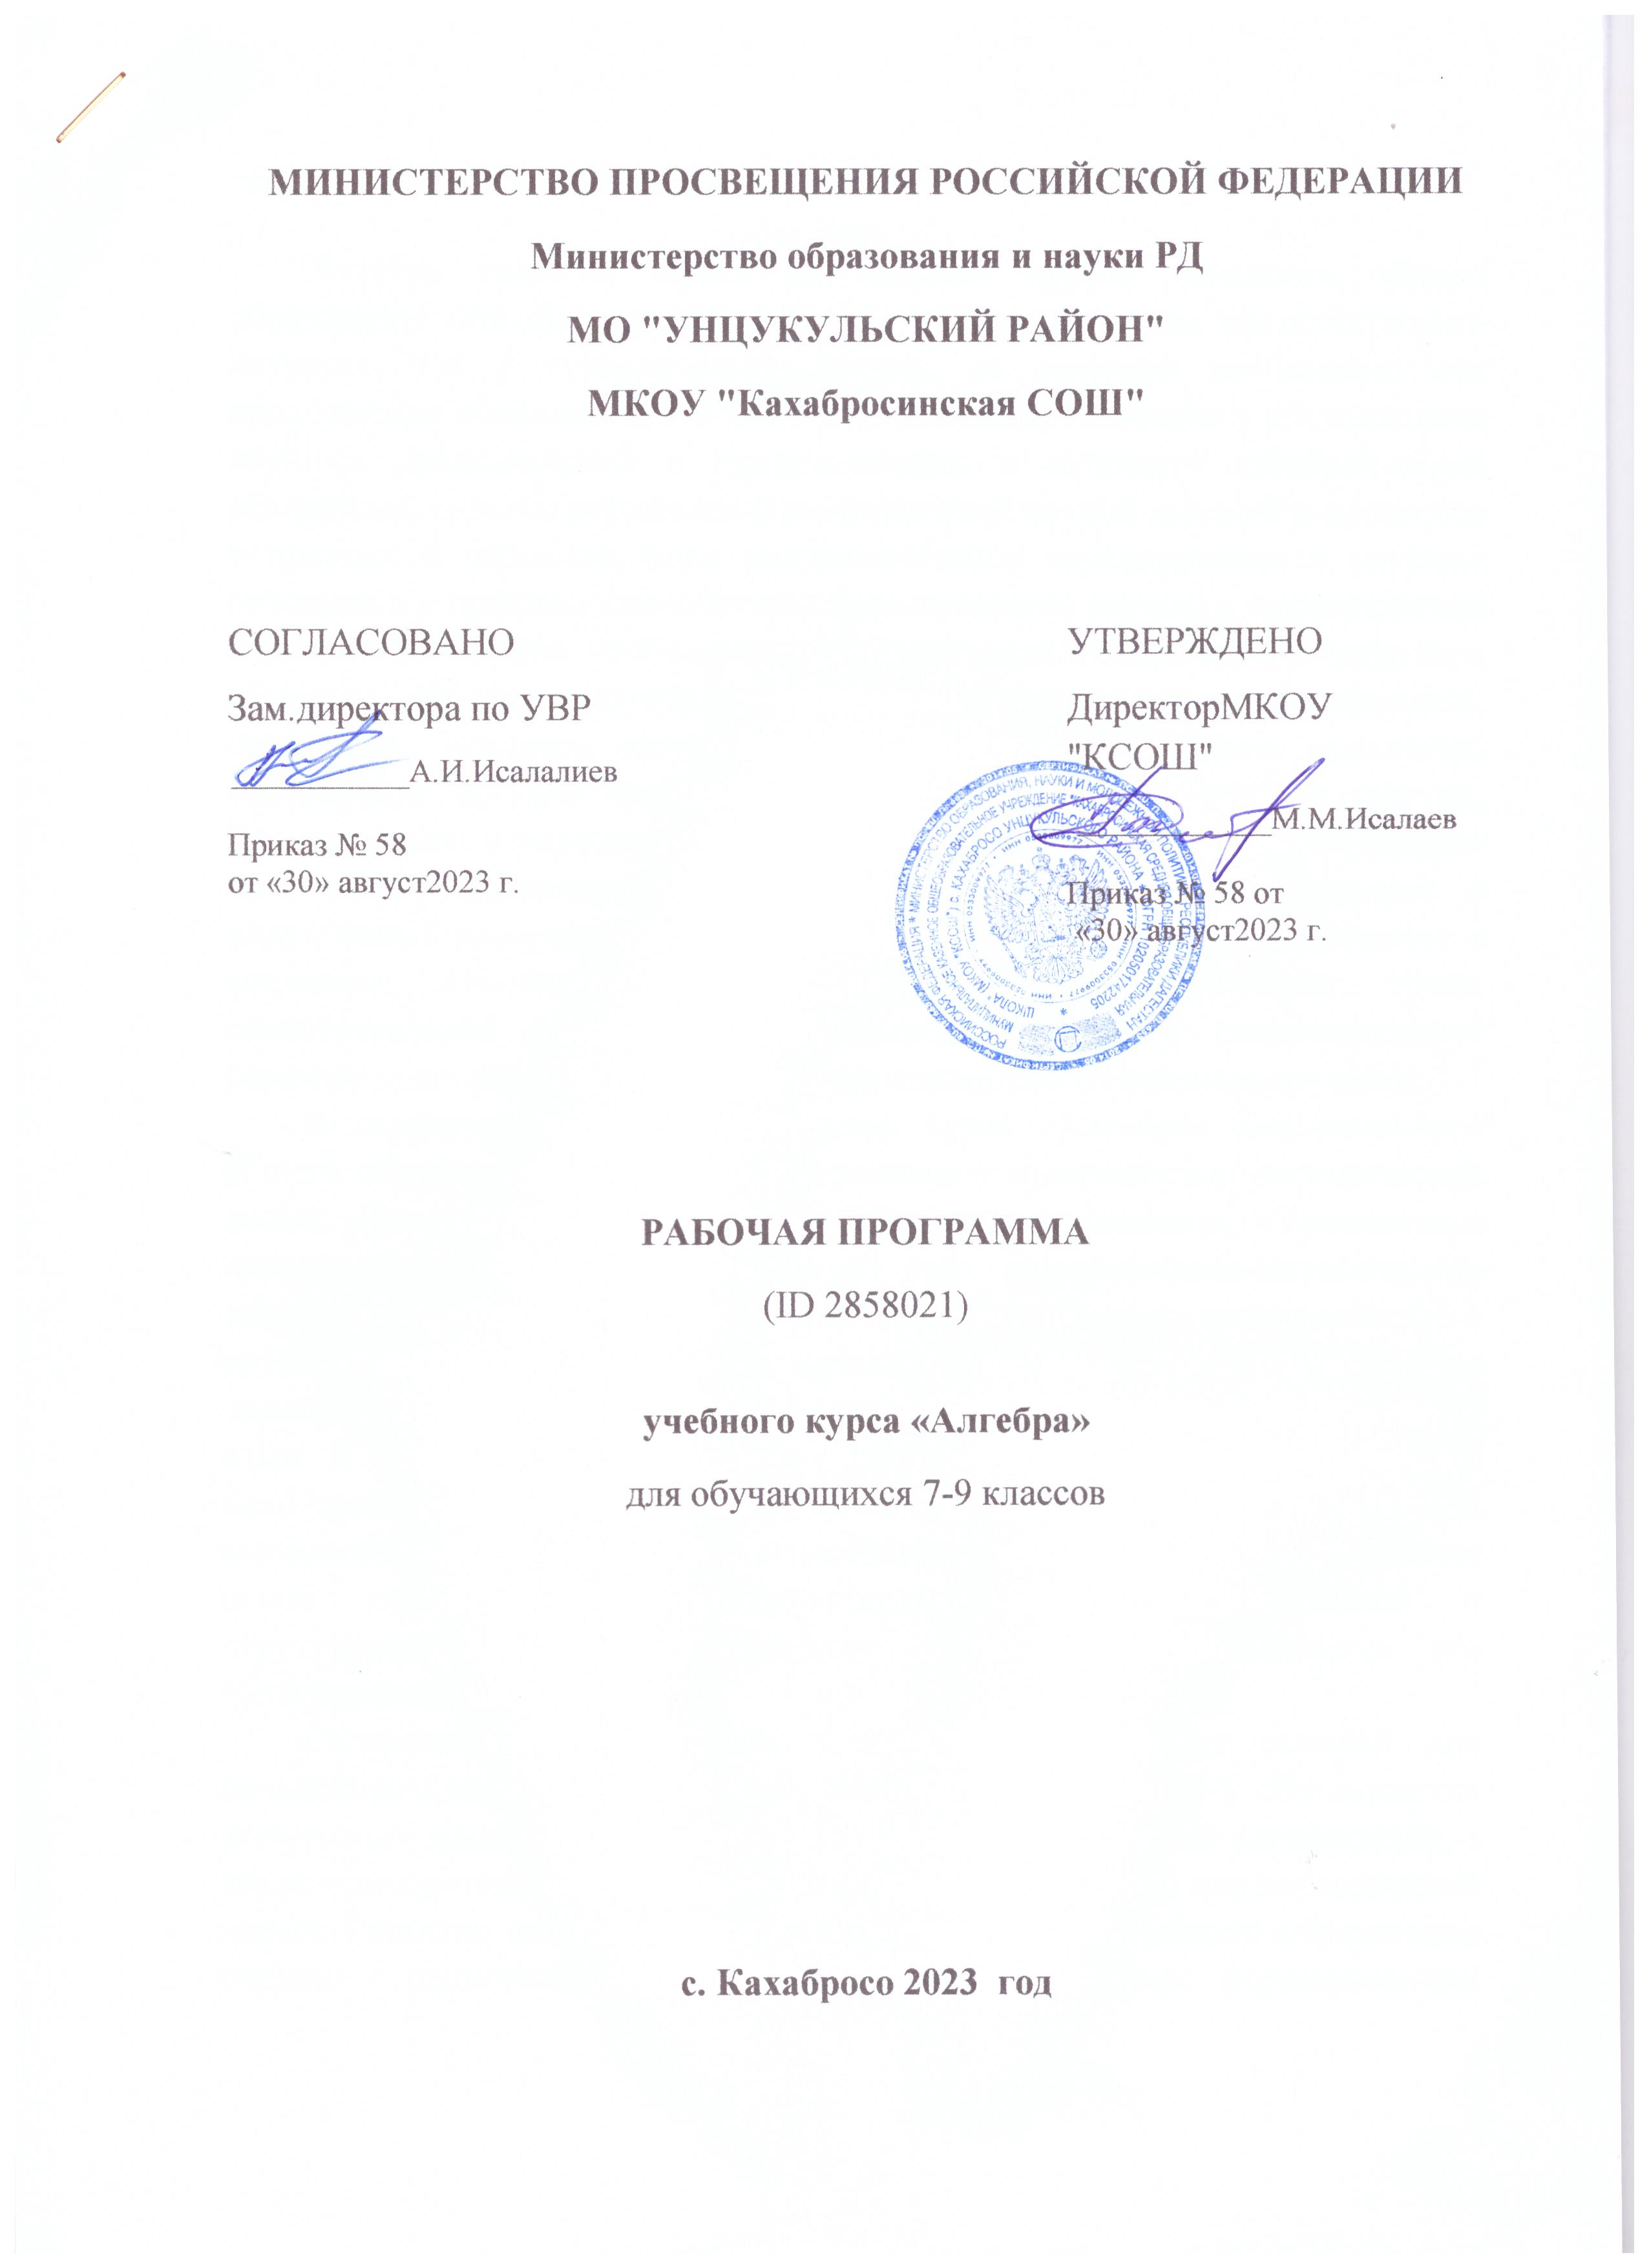 МИНИСТЕРСТВО ПРОСВЕЩЕНИЯ РОССИЙСКОЙ ФЕДЕРАЦИИ
Министерство образования и науки РД
МО "УНЦУКУЛЬСКИЙ РАЙОН"
МКОУ "Кахабросинская СОШ"
СОГЛАСОВАНО
Зам.директора по УВР
___________А.И.Исалалиев
Приказ № 58
от «30» август2023 г.
УТВЕРЖДЕНО
ДиректорМКОУ
"КСОШ"
____________М.М.Исалаев
Приказ № 58 от
«30» август2023 г.
РАБОЧАЯ ПРОГРАММА
(ID 2858021)
учебного курса «Алгебра»
для обучающихся 7-9 классов
с. Кахабросо 2023  год